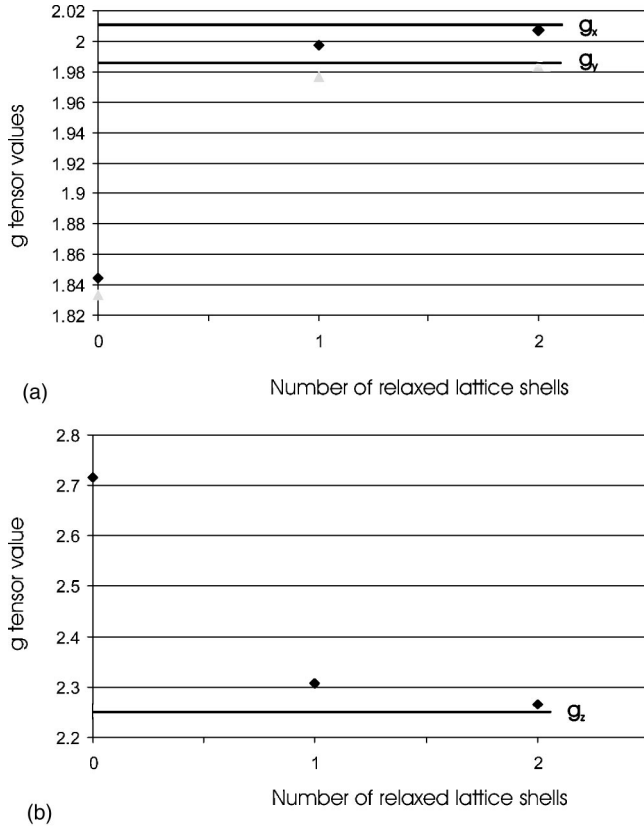 2.02
2
1.98
1.96
1.94
1.92
1.9
1.88
1.86
1.84
1.82
g tensor values
gx
gy
0 1 2
(a)
Number of relaxed lattice shells
2.8
2.7
2.6
2.5
2.4
2.3
2.2
g tensor value
gz
0 1 2
Number of relaxed lattice shells
(b)